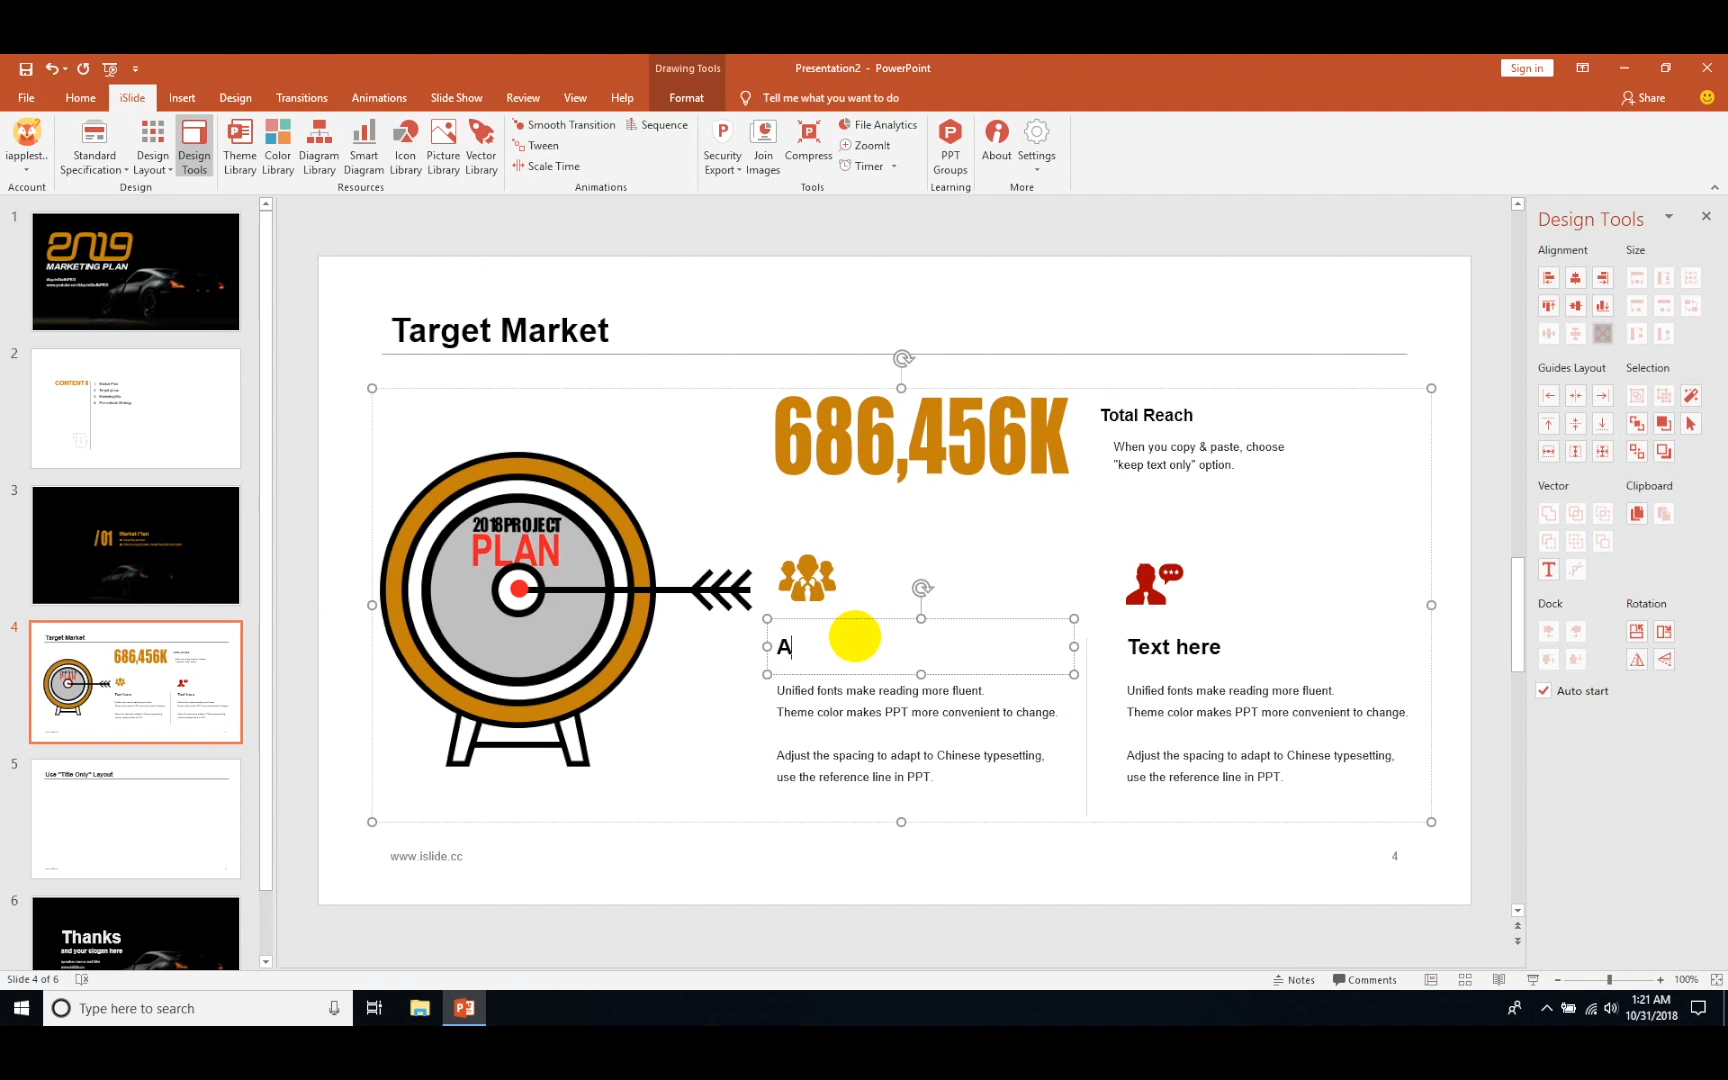 Drawing Tools
Presentation2 - PowerPoint
Sign in
File
Home
iSlide
Insert
Design
Transitions
Animations
Slide Show
Review
View
Help
Format
Tell me what you want to do
Share
iapplest..
Standard Specification
Design Layout
Design Tools
Theme Library
Color Library
Diagram Library
Smart Diagram
Icon Library
Picture Library
Vector Library
Smooth Transition
Sequence
Tween
Scale Time
Security Export
Join Images
Compress
File Analytics
ZoomIt
Timer
PPT Groups
About
Settings
Account
Design
Resources
Animations
Tools
Learning
More
1
2019
MARKETING PLAN
2
CONTENTS
3
/01
Market Plan
4
Target Market
686,456K
5
Use "Title Only" Layout
6
Thanks
and your slogan here
Target Market
686,456K
Total Reach
When you copy & paste, choose
"keep text only" option.
2018PROJECT
PLAN
A
Unified fonts make reading more fluent.
Theme color makes PPT more convenient to change.
Adjust the spacing to adapt to Chinese typesetting,
use the reference line in PPT.
Text here
Unified fonts make reading more fluent.
Theme color makes PPT more convenient to change.
Adjust the spacing to adapt to Chinese typesetting,
use the reference line in PPT.
www.islide.cc
4
Design Tools
Alignment
Size
Guides Layout
Selection
Vector
Clipboard
Dock
Rotation
Auto start
Slide 4 of 6
Notes
Comments
100%
Type here to search
1:21 AM
10/31/2018